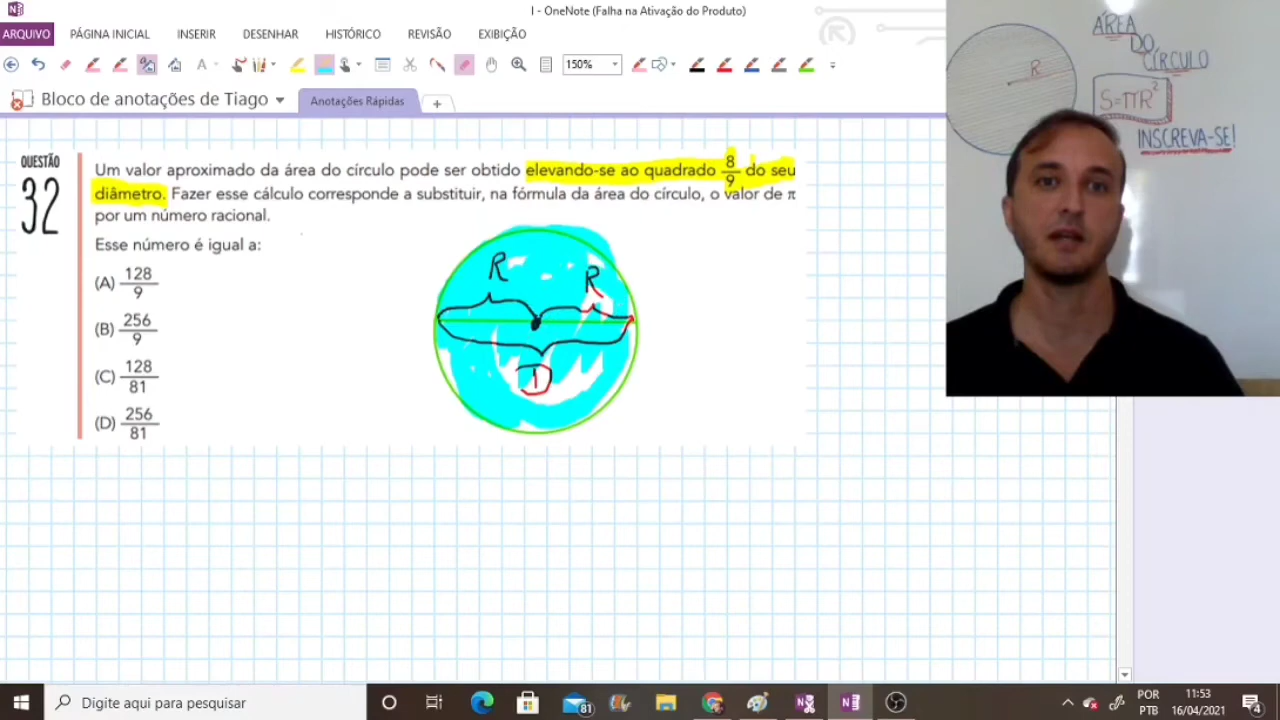 I - OneNote (Falha na Ativação do Produto)
ARQUIVO PÁGINA INICIAL INSERIR DESENHAR HISTÓRICO REVISÃO EXIBIÇÃO
A 150%
Bloco de anotações de Tiago Anotações Rápidas +
QUESTÃO
32
Um valor aproximado da área do círculo pode ser obtido elevando-se ao quadrado 8/9 do seu
diâmetro. Fazer esse cálculo corresponde a substituir, na fórmula da área do círculo, o valor de π
por um número racional.
Esse número é igual a:
(A) 128/9
(B) 256/9
(C) 128/81
(D) 256/81
R
R
1
ÁREA
DO
CÍRCULO
R
S=πR²
INSCREVA-SE!
Digite aqui para pesquisar
81
POR
PTB
11:53
16/04/2021
4